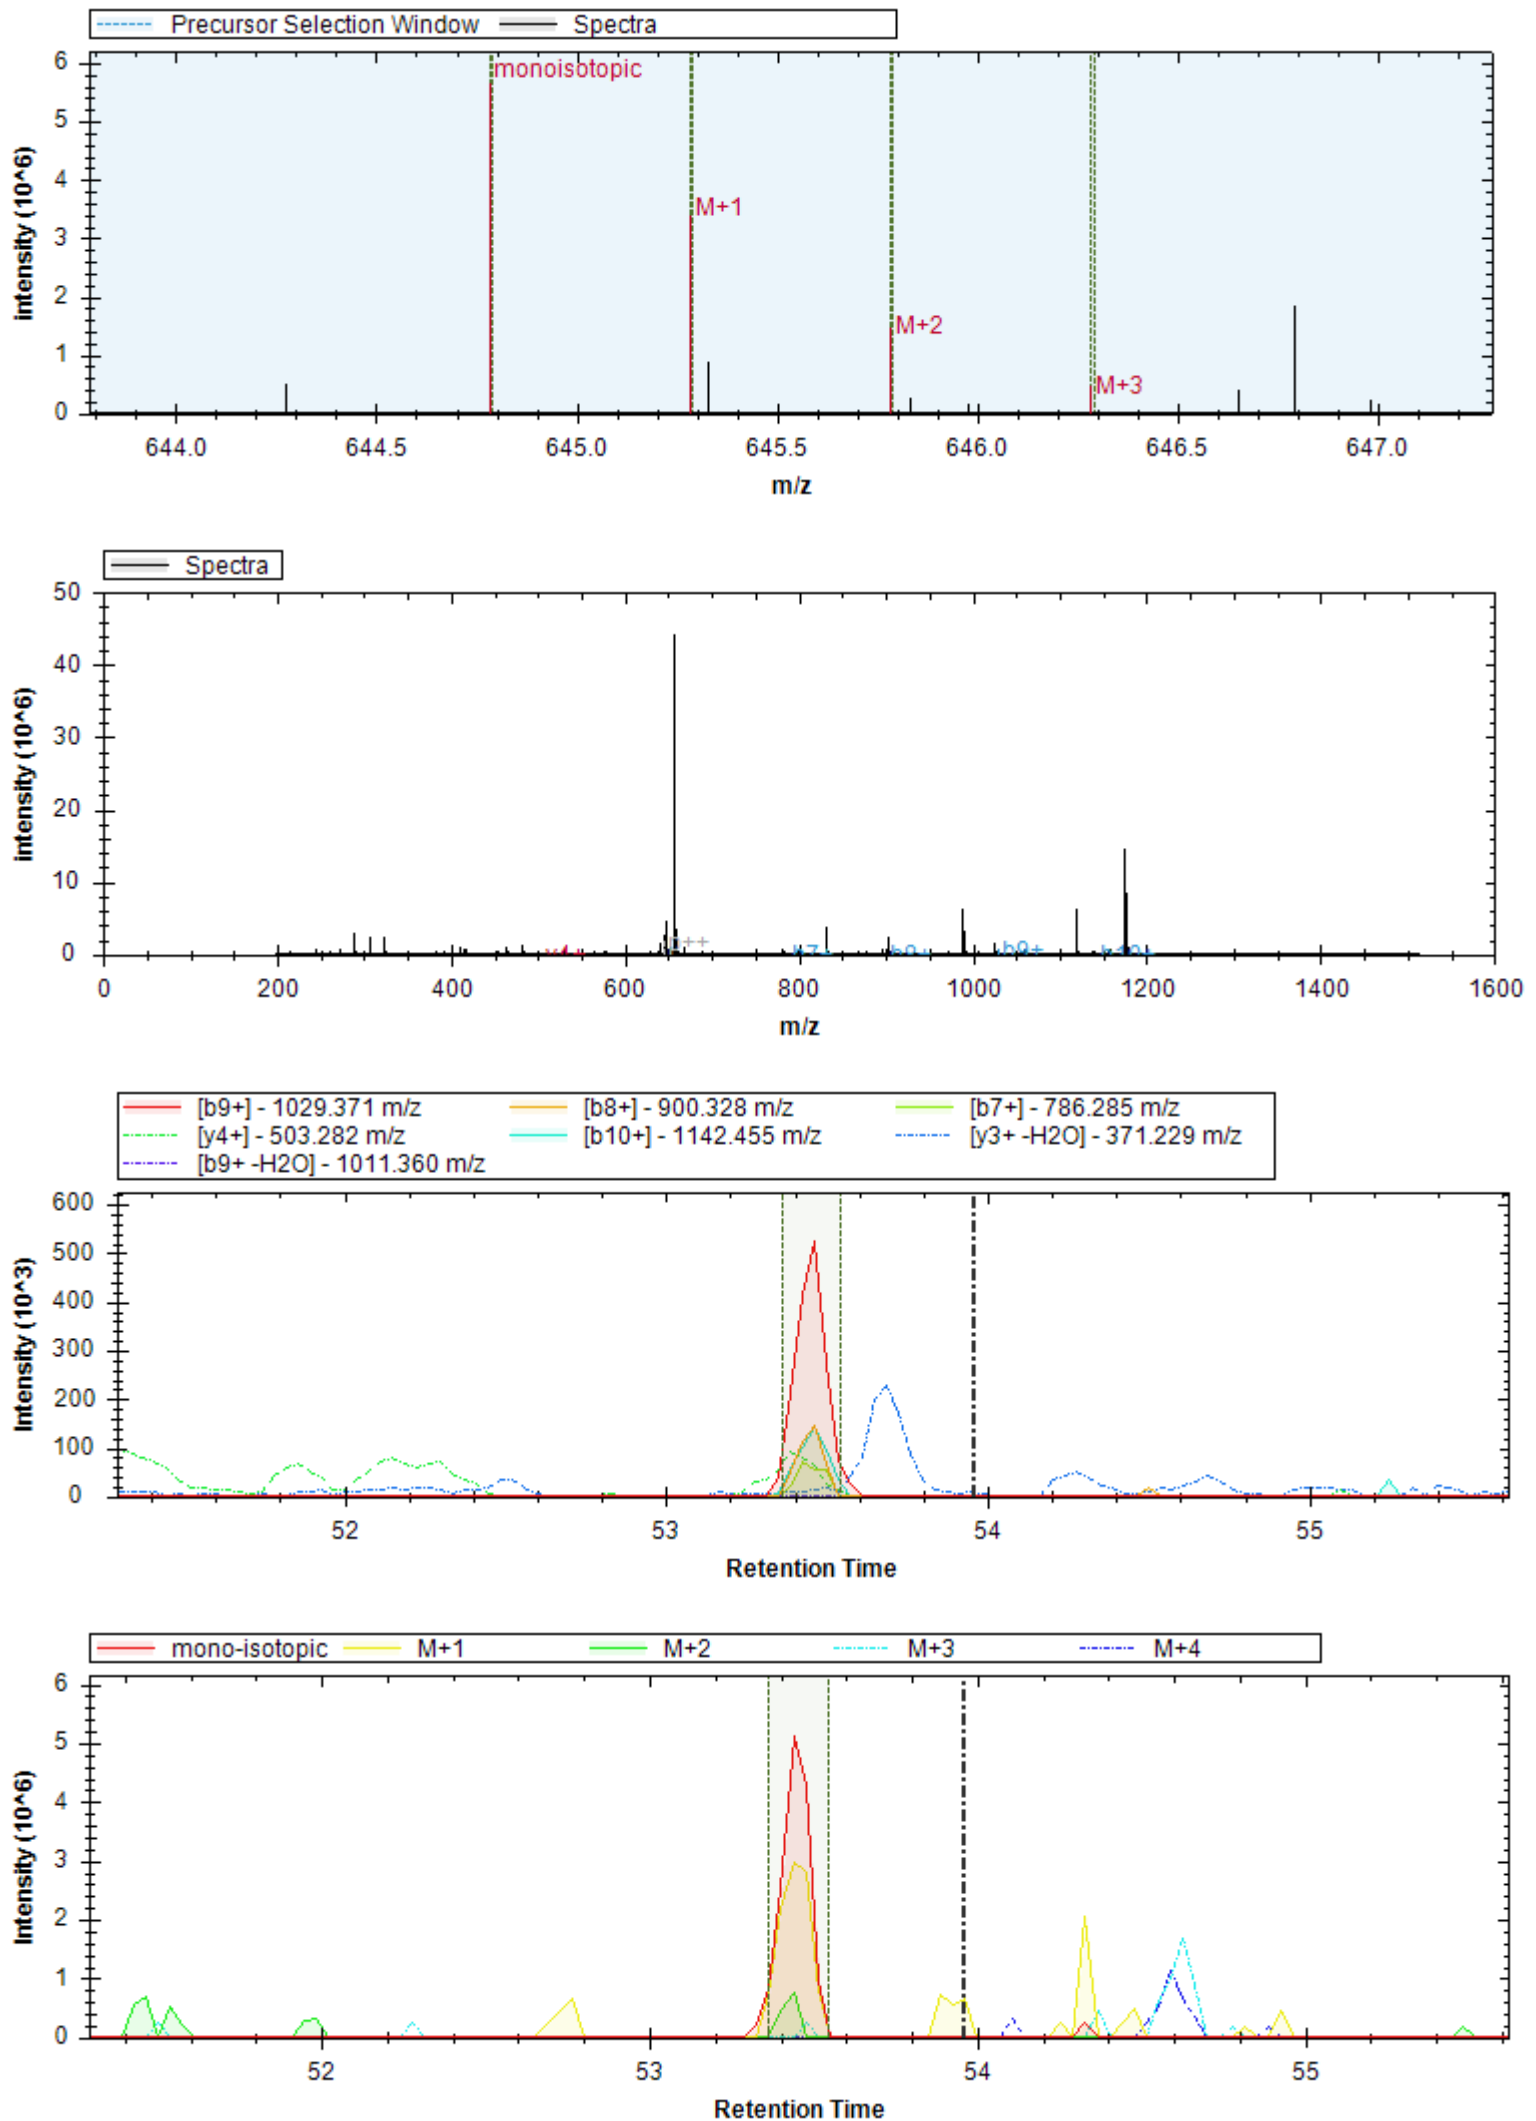 Precursor Selection Window Spectra
monoisotopic
M+1
M+2
M+3
intensity (10^6)
6
5
4
3
2
1
0
644.0 644.5 645.0 645.5 646.0 646.5 647.0
m/z
Spectra
intensity (10^6)
50
40
30
20
10
0
b9+
0 200 400 600 800 1000 1200 1400 1600
m/z
[b9+] - 1029.371 m/z [b8+] - 900.328 m/z [b7+] - 786.285 m/z
[y4+] - 503.282 m/z [b10+] - 1142.455 m/z [y3+ -H2O] - 371.229 m/z
[b9+ -H2O] - 1011.360 m/z
Intensity (10^3)
600
500
400
300
200
100
0
52 53 54 55
Retention Time
mono-isotopic M+1 M+2 M+3 M+4
Intensity (10^6)
6
5
4
3
2
1
0
52 53 54 55
Retention Time